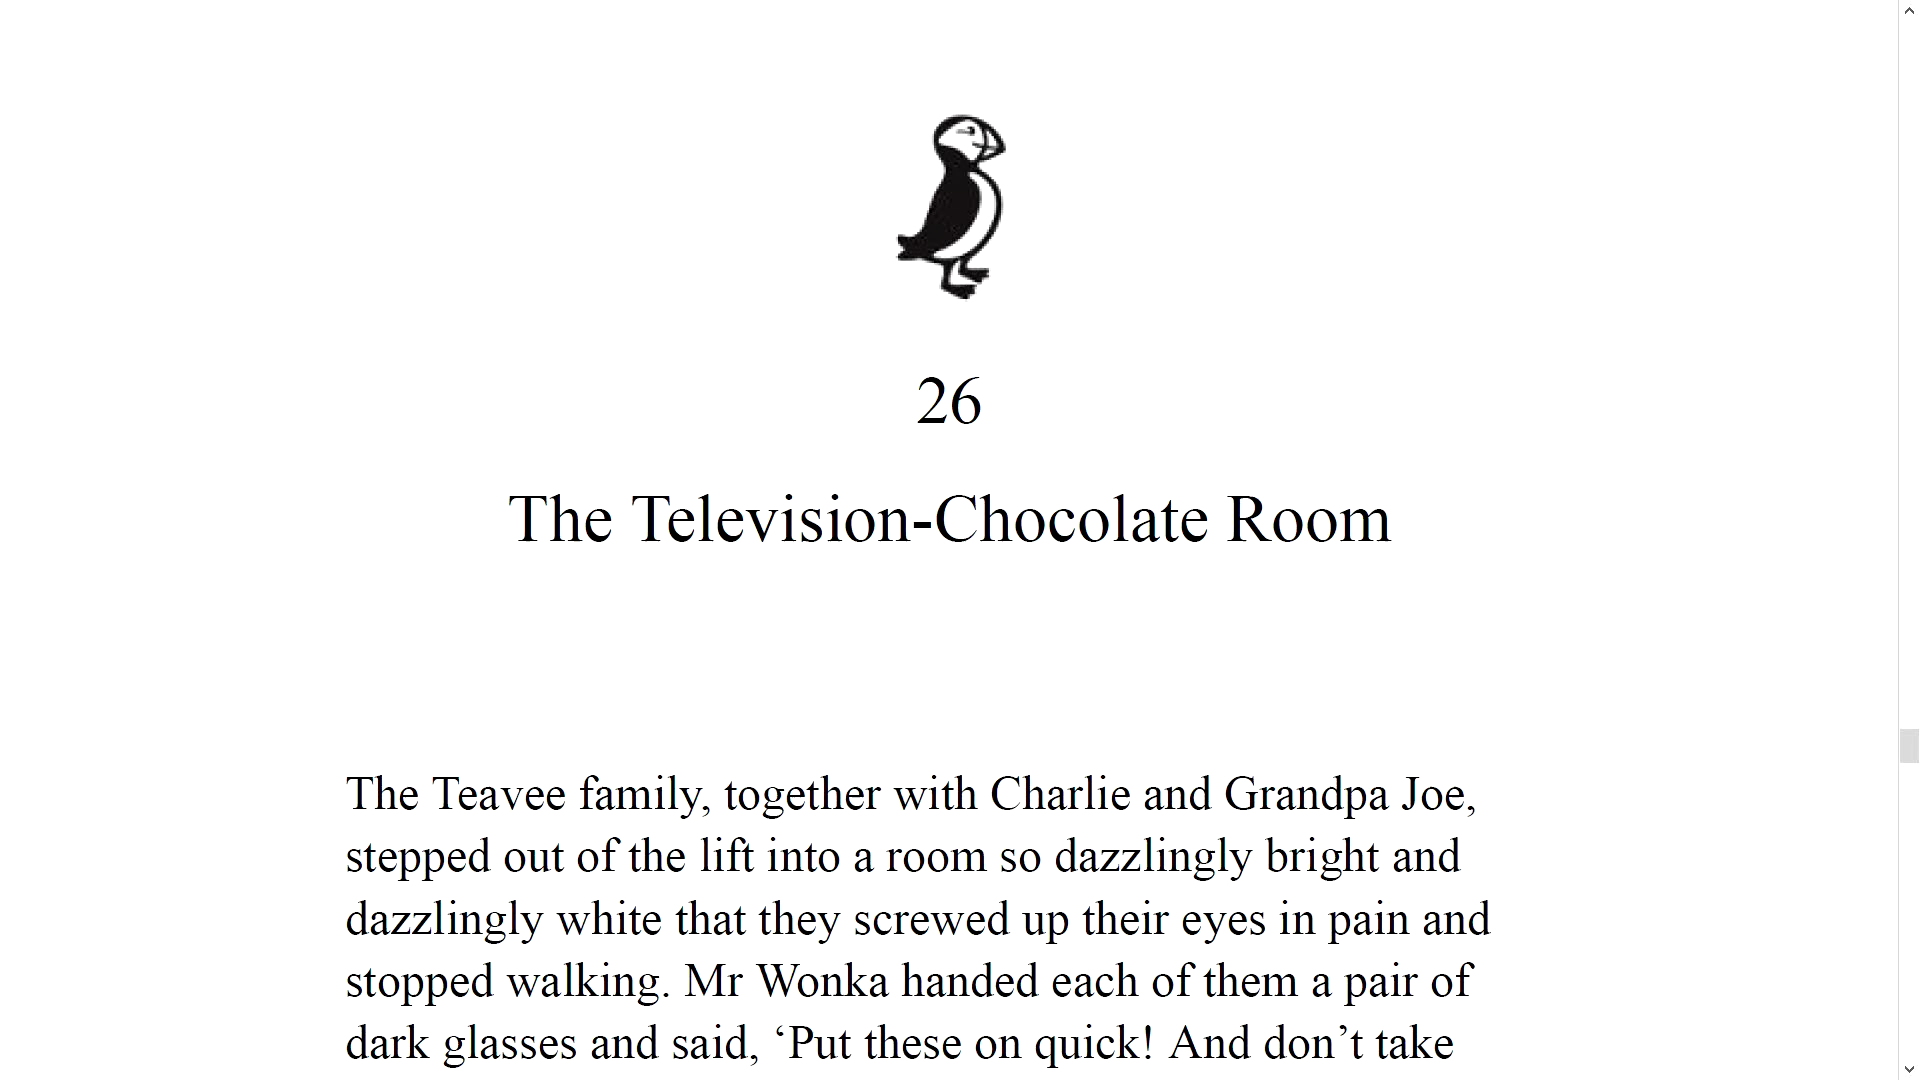 26
The Television-Chocolate Room
The Teavee family, together with Charlie and Grandpa Joe,
stepped out of the lift into a room so dazzlingly bright and
dazzlingly white that they screwed up their eyes in pain and
stopped walking. Mr Wonka handed each of them a pair of
dark glasses and said, ‘Put these on quick! And don’t take